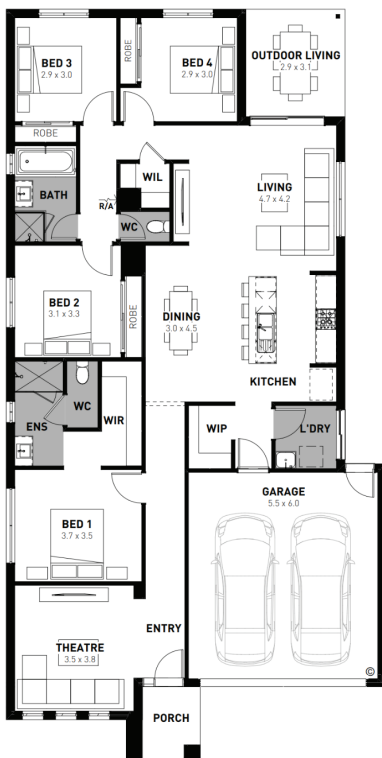 BED 3
2.9 x 3.0
ROBE
BED 4
2.9 x 3.0
OUTDOOR LIVING
2.9 x 3.1
ROBE
BATH
WIL
R/A
WC
LIVING
4.7 x 4.2
BED 2
3.1 x 3.3
ROBE
DINING
3.0 x 4.5
KITCHEN
ENS
WC
WIR
WIP
L'DRY
BED 1
3.7 x 3.5
GARAGE
5.5 x 6.0
THEATRE
3.5 x 3.8
ENTRY
©
PORCH